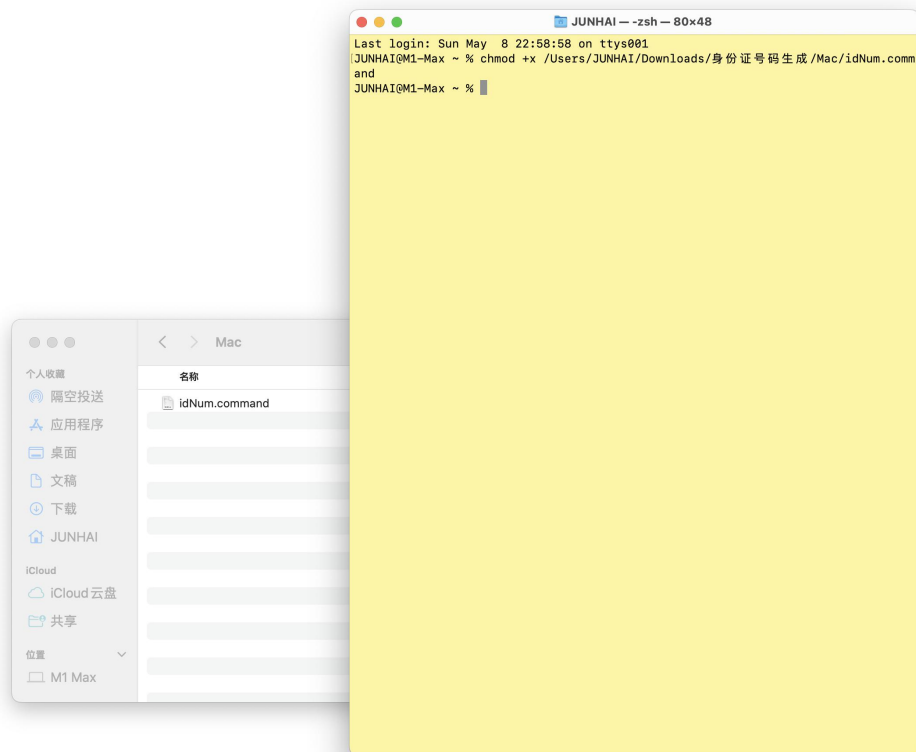 JUNHAI — -zsh — 80×48
Last login: Sun May  8 22:58:58 on ttys001
[JUNHAI@M1-Max ~ % chmod +x /Users/JUNHAI/Downloads/身份证号码生成/Mac/idNum.comm
and
JUNHAI@M1-Max ~ %
Mac
个人收藏
隔空投送
应用程序
桌面
文稿
下载
JUNHAI
iCloud
iCloud云盘
共享
位置
M1 Max
名称
idNum.command